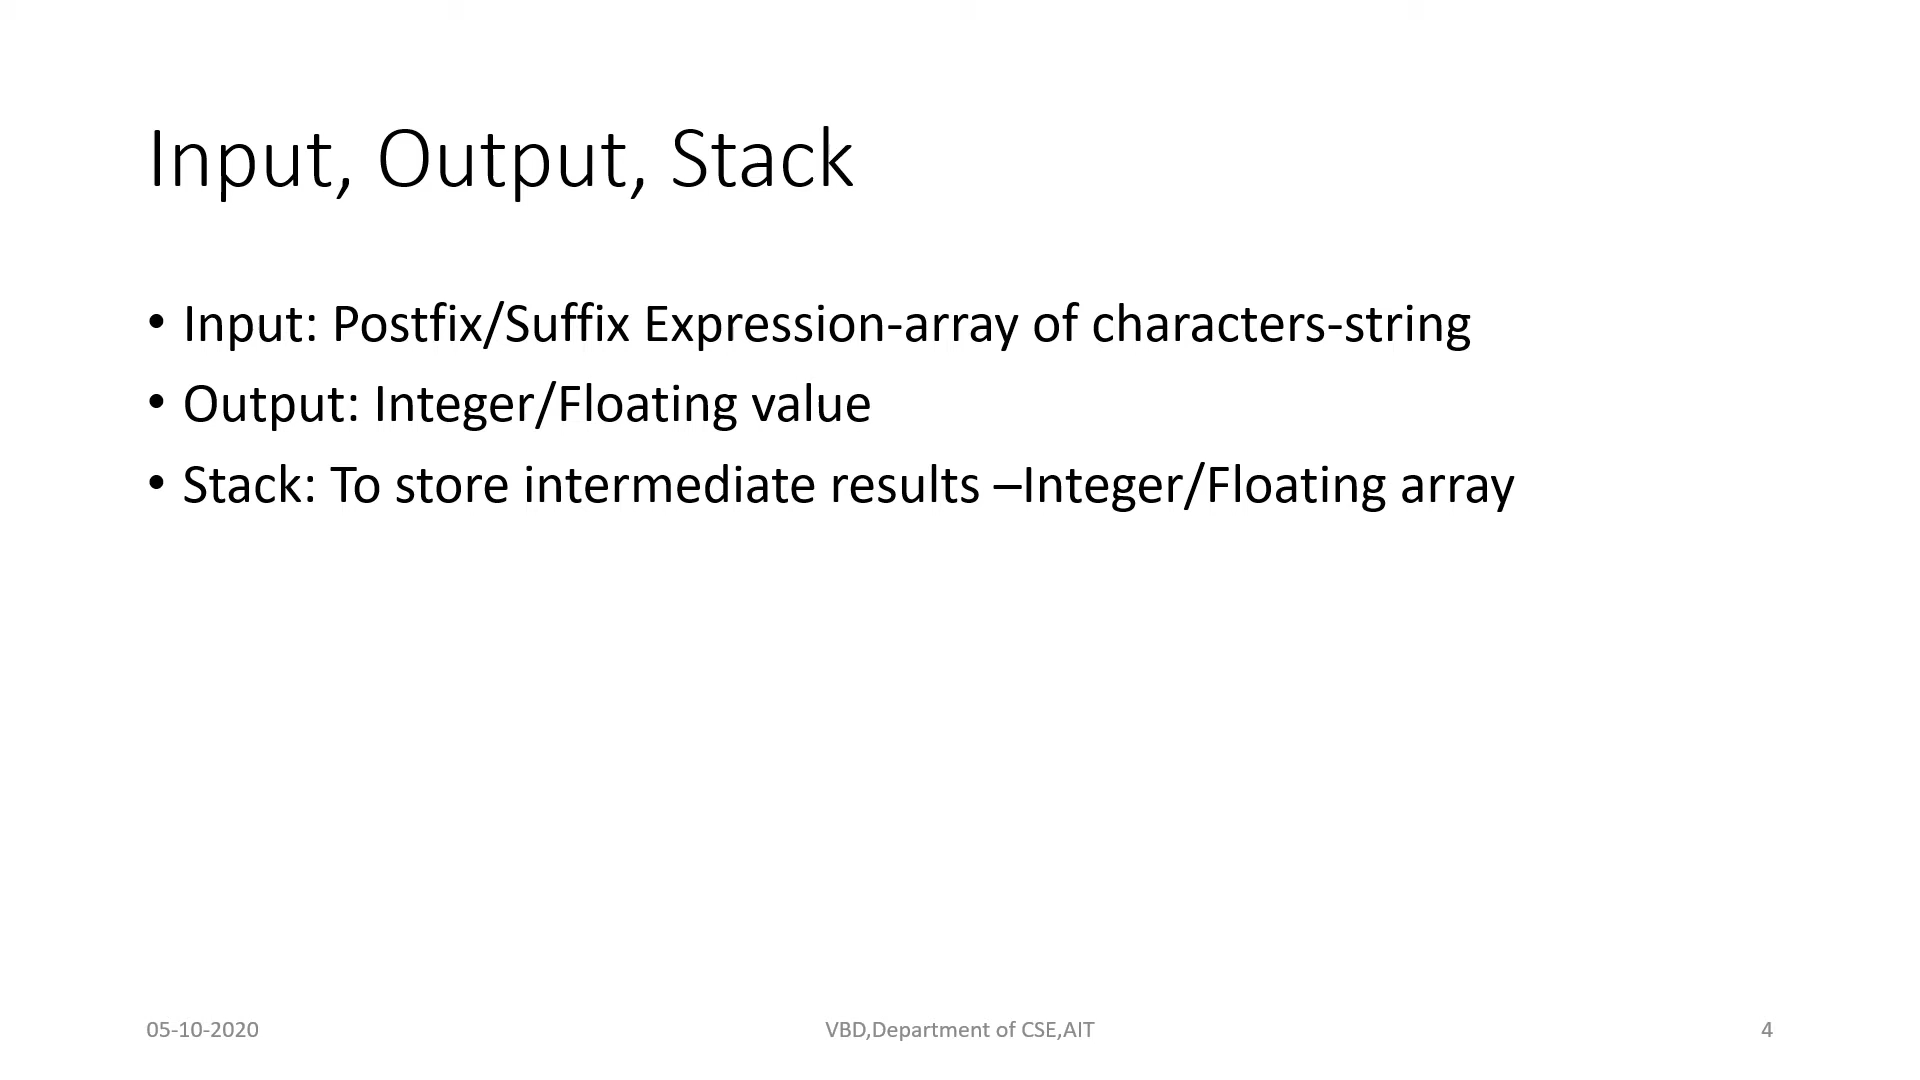 Input, Output, Stack
• Input: Postfix/Suffix Expression-array of characters-string
• Output: Integer/Floating value
• Stack: To store intermediate results –Integer/Floating array
05-10-2020
VBD,Department of CSE,AIT
4